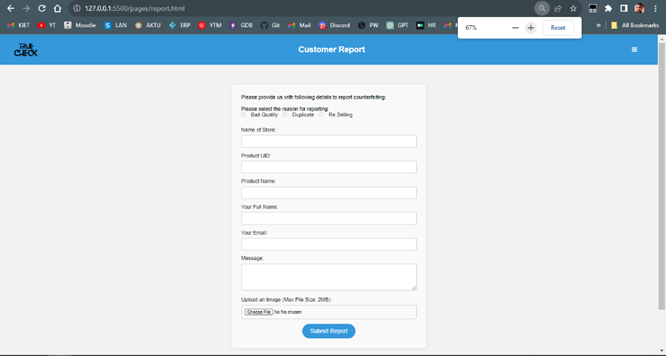 127.0.0.1:5500/pages/report.html
KIET YT Moodle LAN AKTU ERP YTM GDB Git Mail Discord PW GPT HR
67% Reset
» All Bookmarks
TRUE CHECK
Customer Report
Please provide us with following details to report counterfeiting:
Please select the reason for reporting:
Bad Quality Duplicate Re Selling
Name of Store:
Product UID:
Product Name:
Your Full Name:
Your Email:
Message:
Upload an Image (Max File Size: 2MB):
Choose File No file chosen
Submit Report